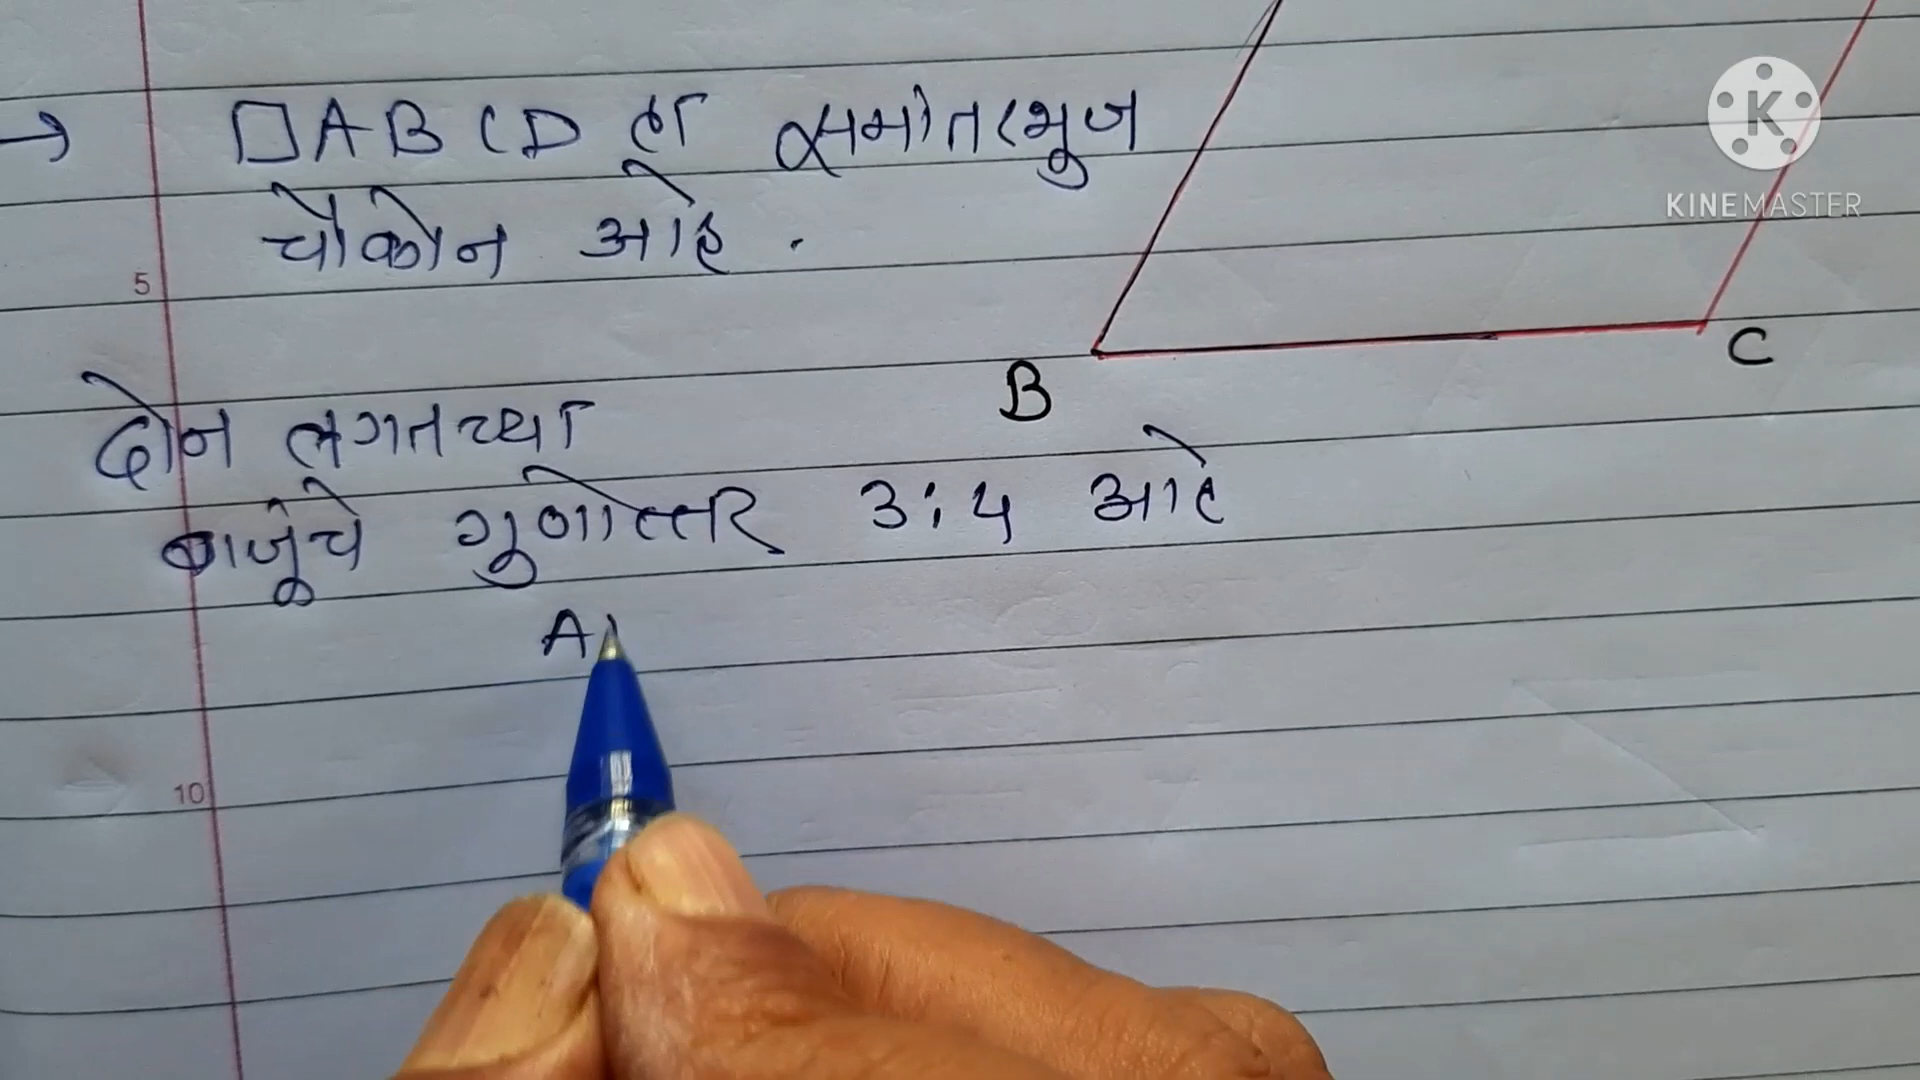 → □ABCD हा समांतरभुज
चौकोन आहे.
दोन लगतच्या
बाजूंचे गुणोत्तर 3:4 आहे
A
B
C
5
10
K
KINEMASTER